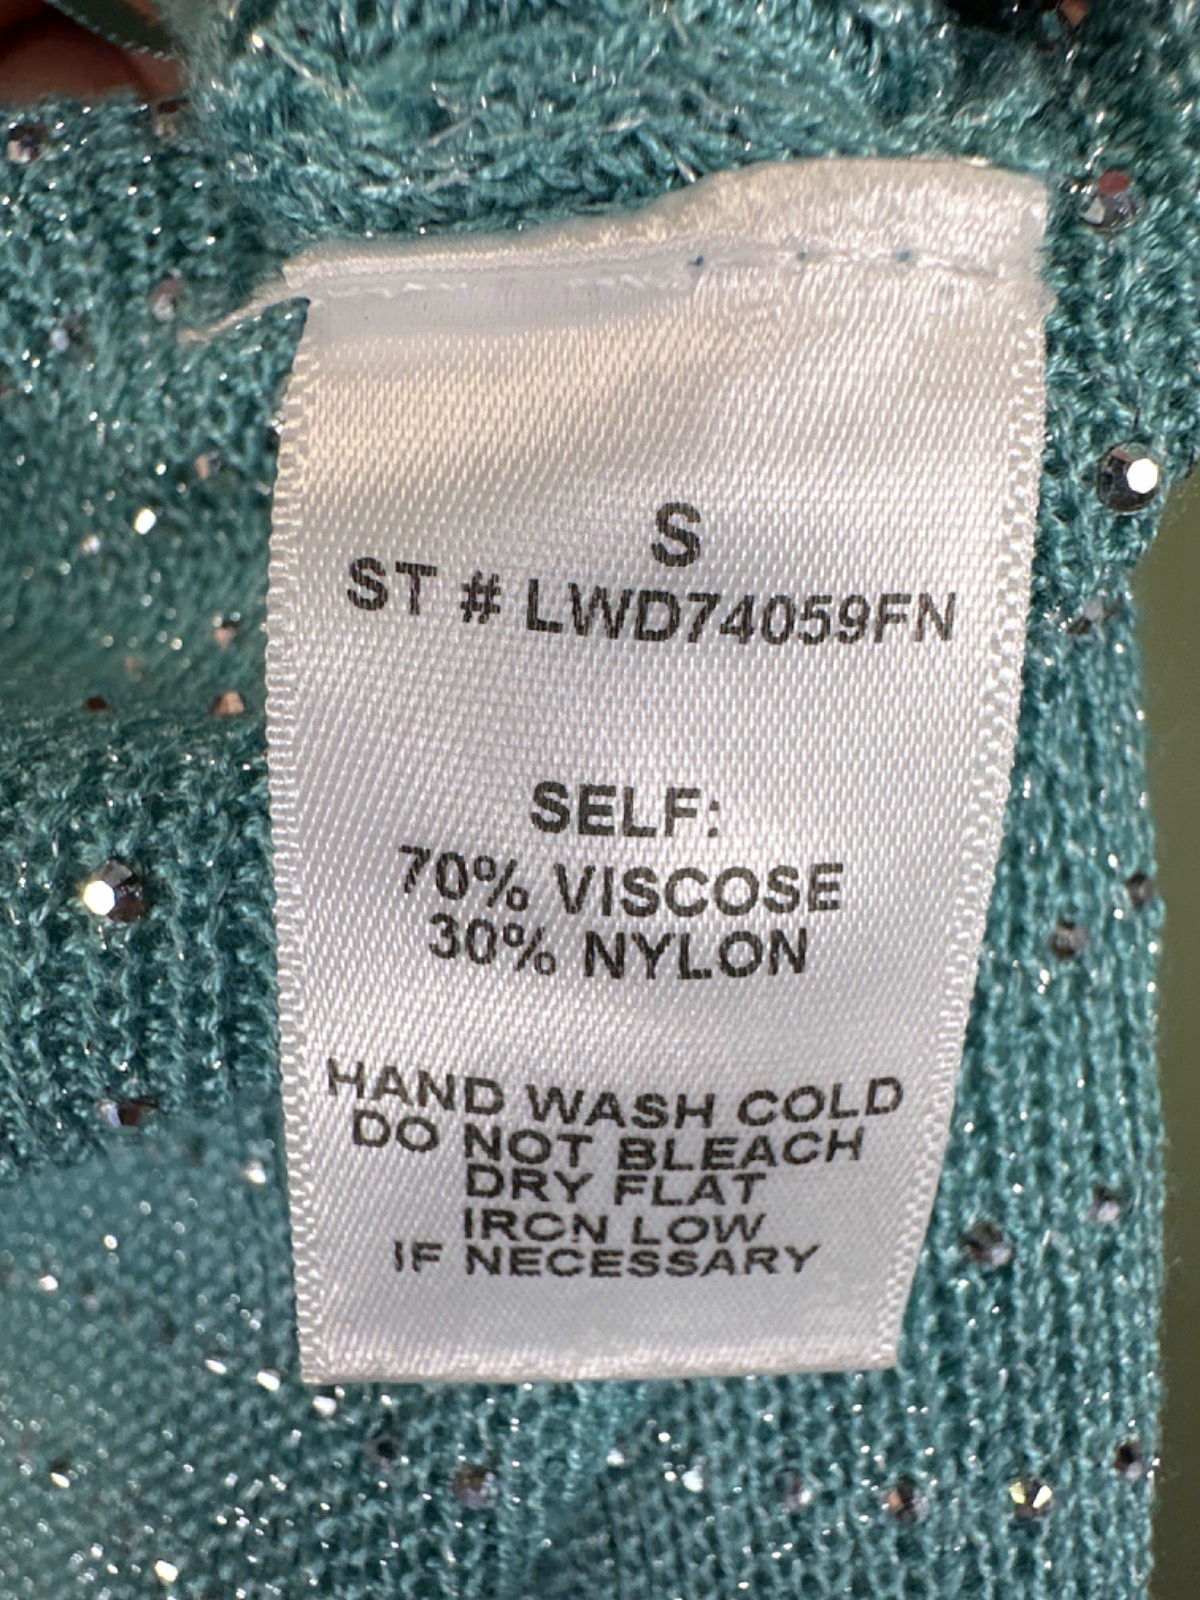 S
ST # LWD74059FN
SELF:
70% VISCOSE
30% NYLON
HAND WASH COLD
DO NOT BLEACH
DRY FLAT
IRON LOW
IF NECESSARY